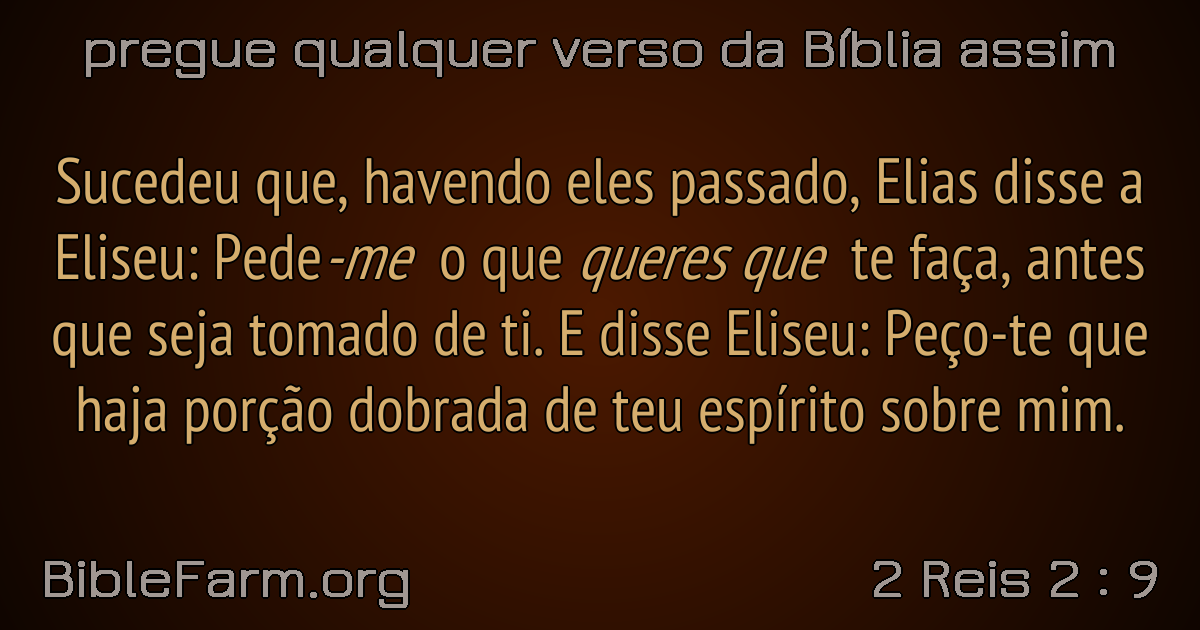 pregue qualquer verso da Bíblia assim
Sucedeu que, havendo eles passado, Elias disse a
Eliseu: Pede-me o que queres que te faça, antes
que seja tomado de ti. E disse Eliseu: Peço-te que
haja porção dobrada de teu espírito sobre mim.
BibleFarm.org
2 Reis 2 : 9